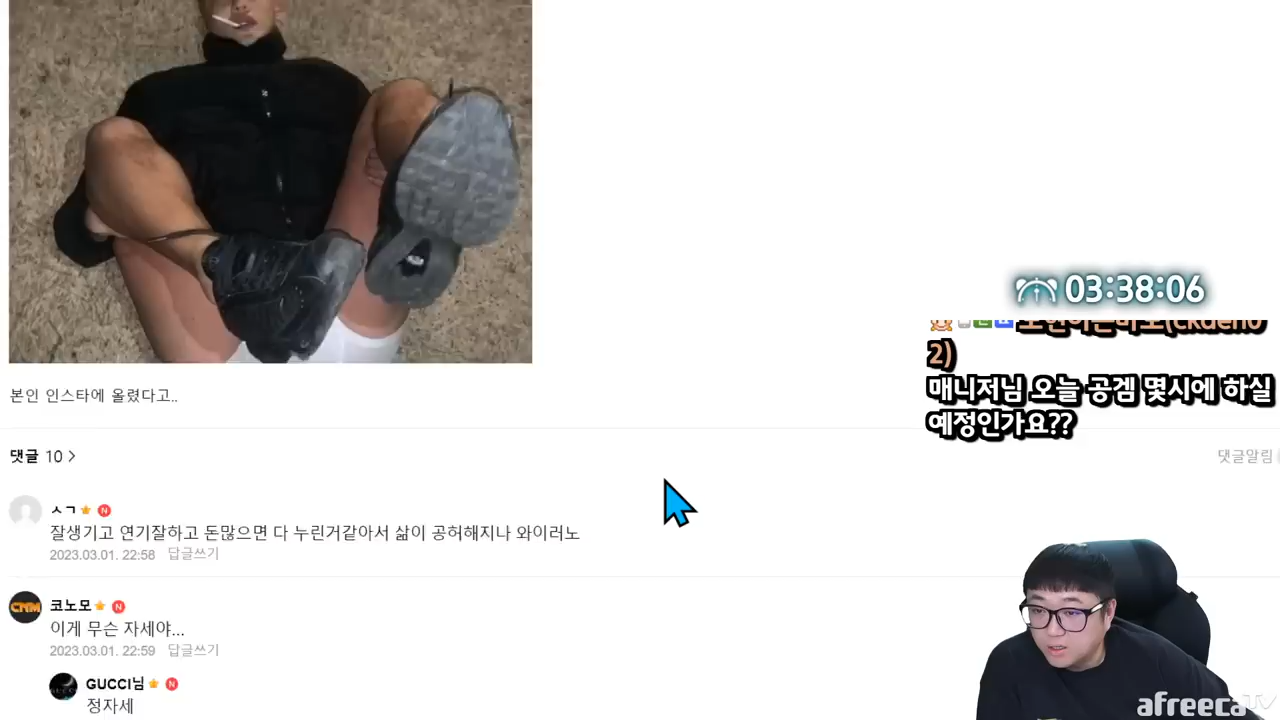 03:38:06
2)
매니저님 오늘 공겜 몇시에 하실
예정인가요??
본인 인스타에 올렸다고..
댓글 10 >
댓글알림
ㅅㄱ N
잘생기고 연기잘하고 돈많으면 다 누린거같아서 삶이 공허해지나 와이러노
2023.03.01. 22:58 답글쓰기
CNM 코노모 N
이게 무슨 자세야...
2023.03.01. 22:59 답글쓰기
GUCCI님 N
정자세
afreecaTV